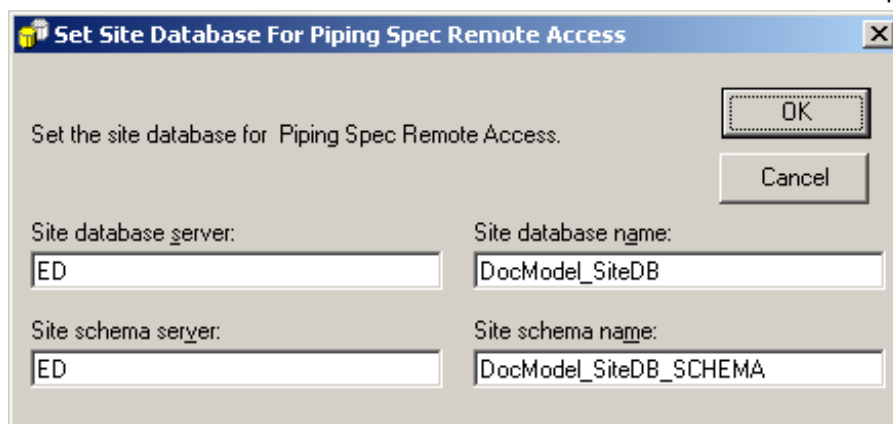 Set Site Database For Piping Spec Remote Access
Set the site database for  Piping Spec Remote Access.
OK
Cancel
Site database server:
Site database name:
ED
DocModel_SiteDB
Site schema server:
Site schema name:
ED
DocModel_SiteDB_SCHEMA